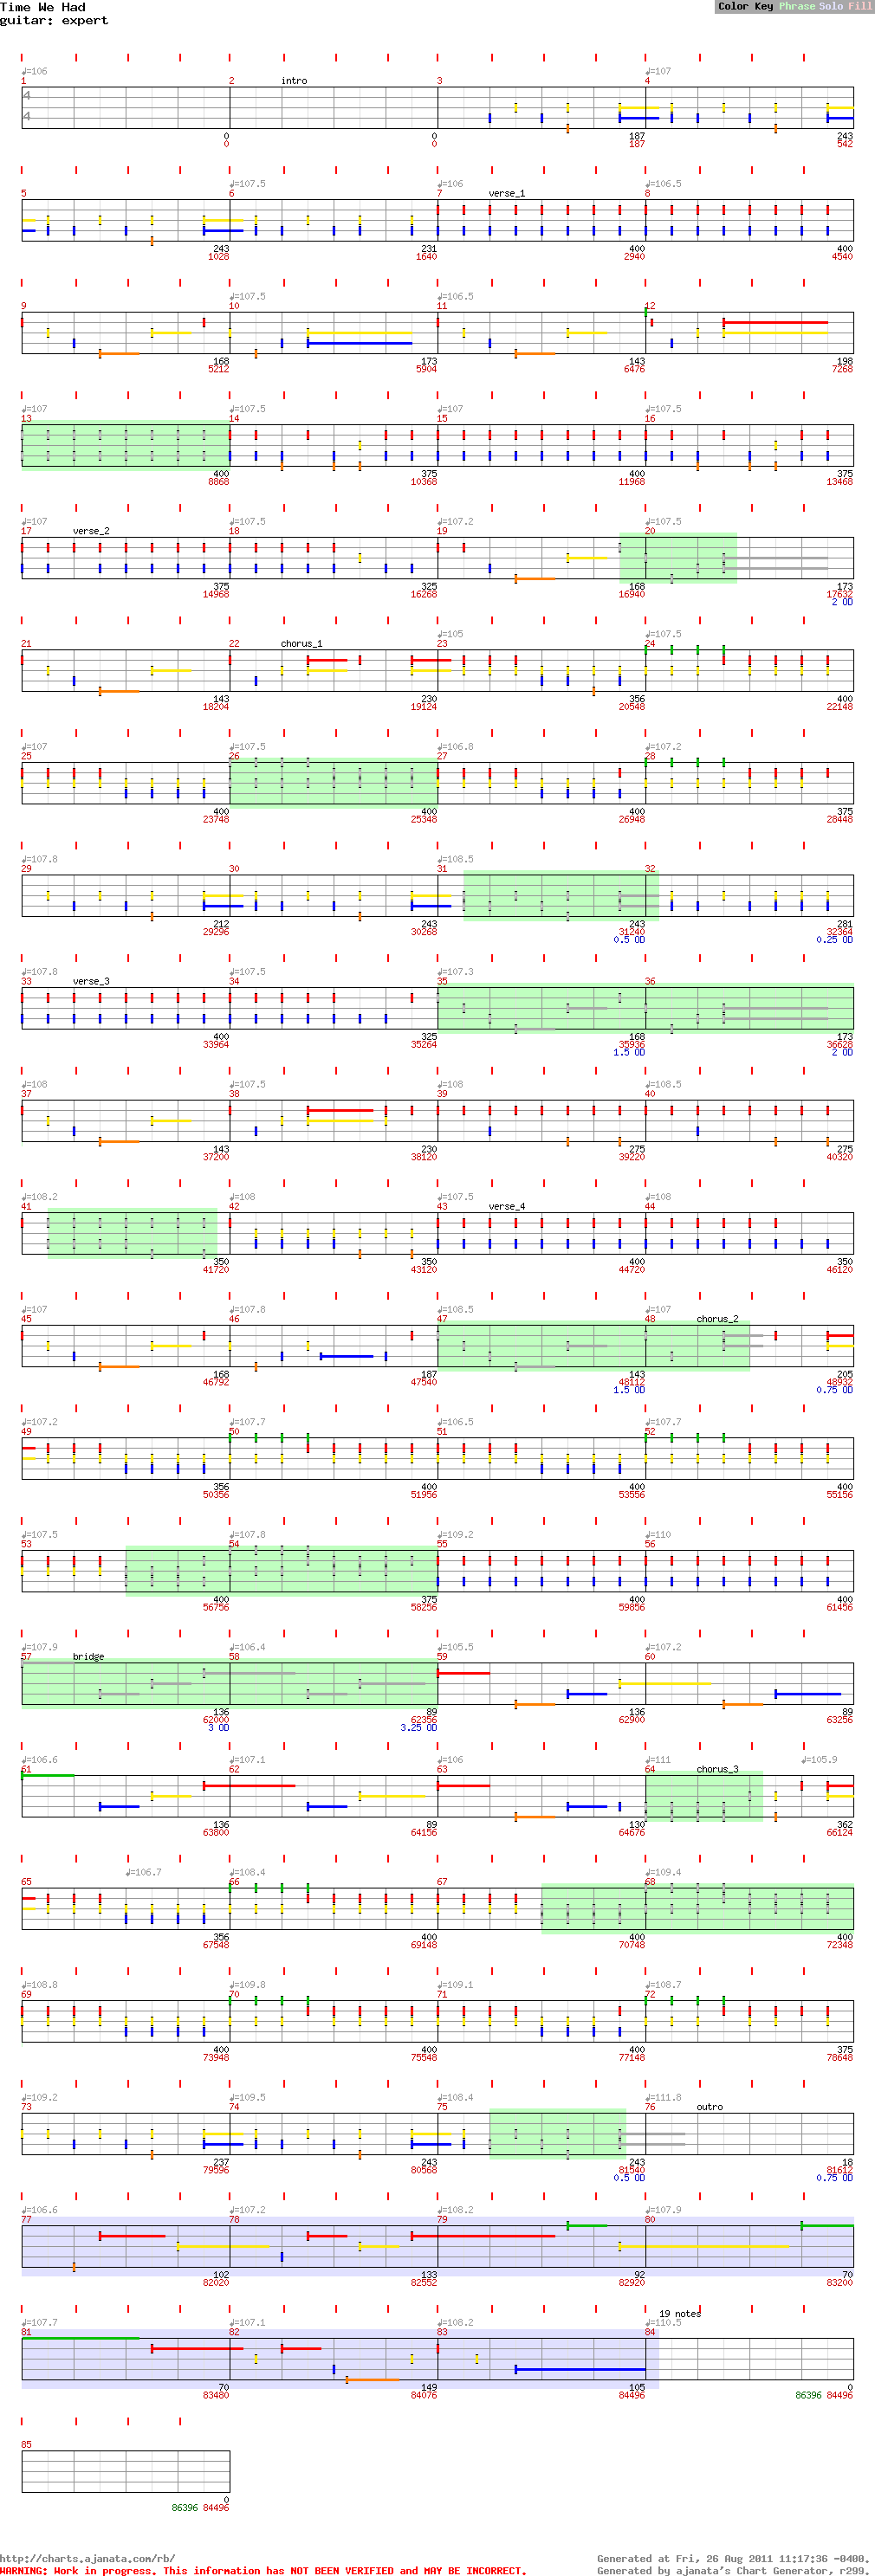 Time We Had
Color Key Phrase Solo Fill
guitar: expert
♩=106 ♩=107
1 2 intro 3 4
4
4
0 0 187 243
0 0 187 542
♩=107.5 ♩=106 ♩=106.5
5 6 7 verse_1 8
243 231 400 400
1028 1640 2940 4540
♩=107.5 ♩=106.5
9 10 11 12
168 173 143 198
5212 5904 6476 7268
♩=107 ♩=107.5 ♩=107 ♩=107.5
13 14 15 16
400 375 400 375
8868 10368 11968 13468
♩=107 ♩=107.5 ♩=107.2 ♩=107.5
17 verse_2 18 19 20
375 325 168 173
14968 16268 16940 17632
2 OD
♩=105 ♩=107.5
21 22 chorus_1 23 24
143 230 356 400
18204 19124 20548 22148
♩=107 ♩=107.5 ♩=106.8 ♩=107.2
25 26 27 28
400 400 400 375
23748 25348 26948 28448
♩=107.8 ♩=108.5
29 30 31 32
212 243 243 281
29296 30268 31240 32364
0.5 OD 0.25 OD
♩=107.8 ♩=107.5 ♩=107.3
33 verse_3 34 35 36
400 325 168 173
33964 35264 35936 36628
1.5 OD 2 OD
♩=108 ♩=107.5 ♩=108 ♩=108.5
37 38 39 40
143 230 275 275
37200 38120 39220 40320
♩=108.2 ♩=108 ♩=107.5 ♩=108
41 42 43 verse_4 44
350 350 400 350
41720 43120 44720 46120
♩=107 ♩=107.8 ♩=108.5 ♩=107
45 46 47 48 chorus_2
168 187 143 205
46792 47540 48112 48932
1.5 OD 0.75 OD
♩=107.2 ♩=107.7 ♩=106.5 ♩=107.7
49 50 51 52
356 400 400 400
50356 51956 53556 55156
♩=107.5 ♩=107.8 ♩=109.2 ♩=110
53 54 55 56
400 375 400 400
56756 58256 59856 61456
♩=107.9 ♩=106.4 ♩=105.5 ♩=107.2
57 bridge 58 59 60
136 89 136 89
62000 62356 62900 63256
3 OD 3.25 OD
♩=106.6 ♩=107.1 ♩=106 ♩=111 ♩=105.9
61 62 63 64 chorus_3
136 89 130 362
63800 64156 64676 66124
♩=106.7 ♩=108.4 ♩=109.4
65 66 67 68
356 400 400 400
67548 69148 70748 72348
♩=108.8 ♩=109.8 ♩=109.1 ♩=108.7
69 70 71 72
400 400 400 375
73948 75548 77148 78648
♩=109.2 ♩=109.5 ♩=108.4 ♩=111.8
73 74 75 76 outro
237 243 243 18
79596 80568 81540 81612
0.5 OD 0.75 OD
♩=106.6 ♩=107.2 ♩=108.2 ♩=107.9
77 78 79 80
102 133 92 70
82020 82552 82920 83200
19 notes
♩=107.7 ♩=107.1 ♩=108.2 ♩=110.5
81 82 83 84
70 149 105 0
83480 84076 84496 86396 84496
85
0
86396 84496
http://charts.ajanata.com/rb/
Generated at Fri, 26 Aug 2011 11:17:36 -0400.
WARNING: Work in progress. This information has NOT BEEN VERIFIED and MAY BE INCORRECT.
Generated by ajanata's Chart Generator, r299.